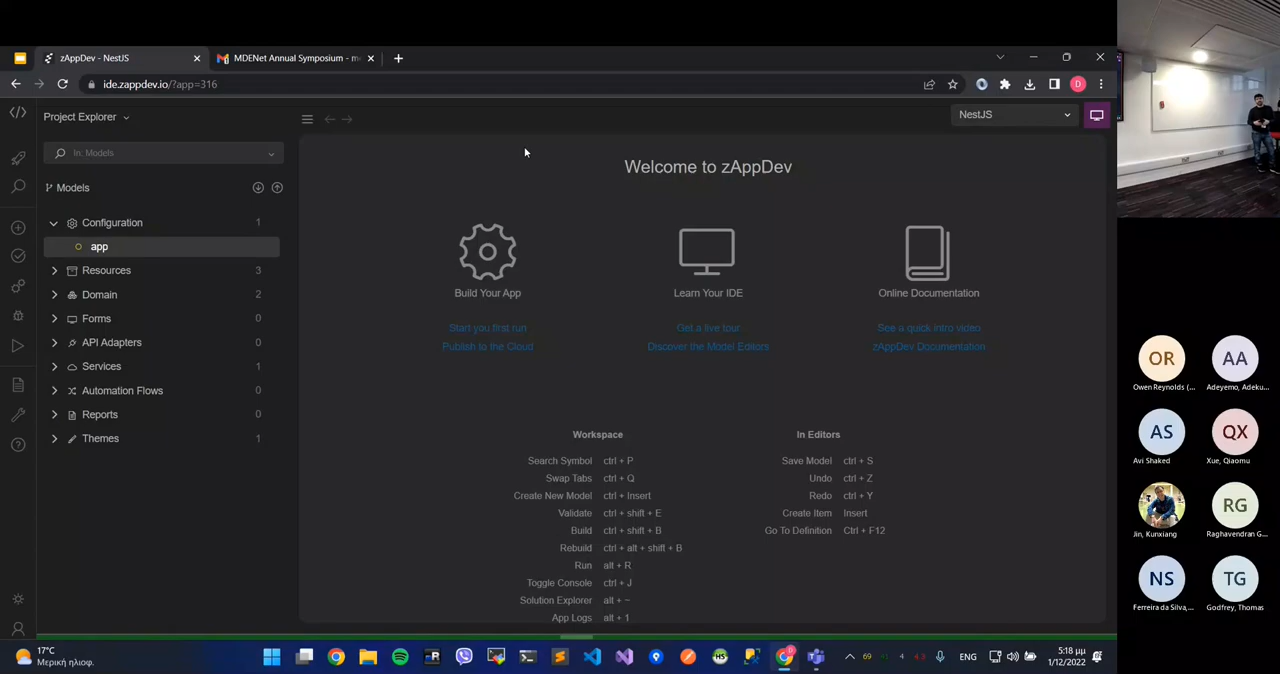 zAppDev - NestJS
MDENet Annual Symposium - m
ide.zappdev.io/?app=316
D
Project Explorer
NestJS
In: Models
Models
Configuration 1
app
Resources 3
Domain 2
Forms 0
API Adapters 0
Services 1
Automation Flows 0
Reports 0
Themes 1
Welcome to zAppDev
Build Your App
Learn Your IDE
Online Documentation
Start you first run
Get a live tour
See a quick intro video
Publish to the Cloud
Discover the Model Editors
zAppDev Documentation
Workspace
Search Symbol ctrl + P
Swap Tabs ctrl + Q
Create New Model ctrl + Insert
Validate ctrl + shift + E
Build ctrl + shift + B
Rebuild ctrl + alt + shift + B
Run alt + R
Toggle Console ctrl + J
Solution Explorer alt + ~
App Logs alt + 1
In Editors
Save Model ctrl + S
Undo ctrl + Z
Redo ctrl + Y
Create Item Insert
Go To Definition Ctrl + F12
OR
Owen Reynolds (...
AA
Adeyemo, Adeku...
AS
Avi Shaked
QX
Xue, Qiaomu
Jin, Kunxiang
RG
Raghavendran G...
NS
Ferreira da Silva,...
TG
Godfrey, Thomas
17°C
Μερική ηλιοφ.
HS
69
4
ENG
5:18 μμ
1/12/2022